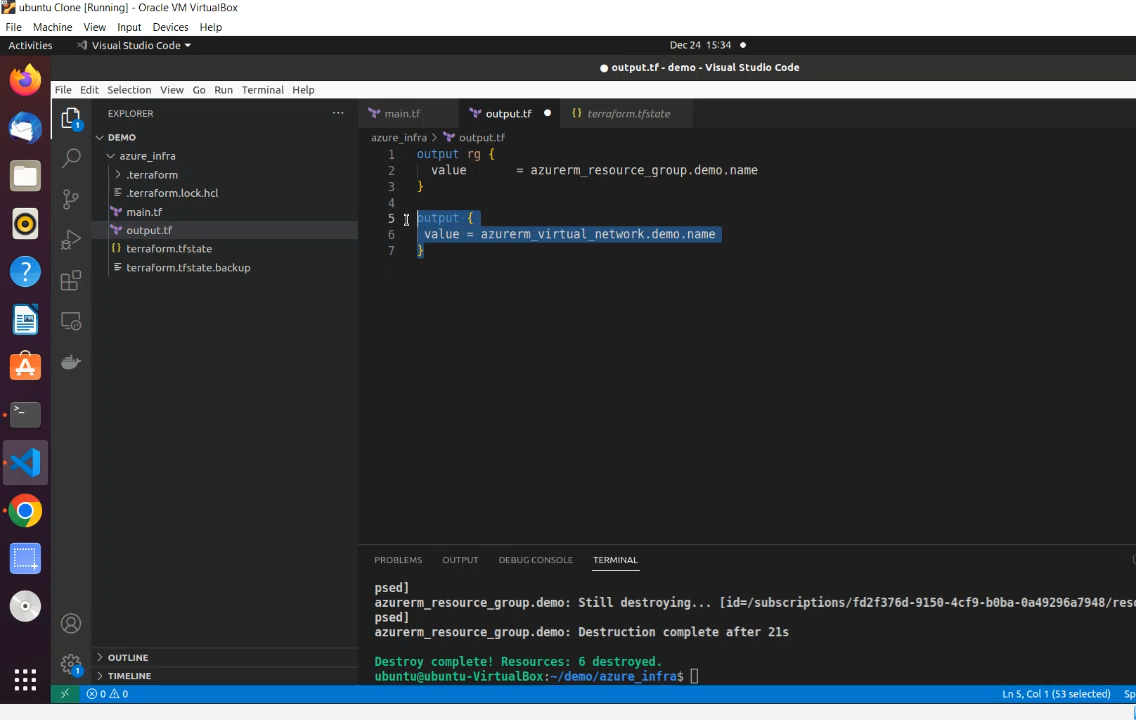 ubuntu Clone [Running] - Oracle VM VirtualBox
File Machine View Input Devices Help
Activities Visual Studio Code Dec 24 15:34
● output.tf - demo - Visual Studio Code
File Edit Selection View Go Run Terminal Help
EXPLORER
DEMO
azure_infra
.terraform
.terraform.lock.hcl
main.tf
output.tf
terraform.tfstate
terraform.tfstate.backup
OUTLINE
TIMELINE
main.tf output.tf terraform.tfstate
azure_infra > output.tf
1 output rg {
2 value = azurerm_resource_group.demo.name
3 }
4
5 output {
6 value = azurerm_virtual_network.demo.name
7 }
PROBLEMS OUTPUT DEBUG CONSOLE TERMINAL
psed]
azurerm_resource_group.demo: Still destroying... [id=/subscriptions/fd2f376d-9150-4cf9-b0ba-0a49296a7948/reso
psed]
azurerm_resource_group.demo: Destruction complete after 21s
Destroy complete! Resources: 6 destroyed.
ubuntu@ubuntu-VirtualBox:~/demo/azure_infra$
0 0 Ln 5, Col 1 (53 selected) Sp